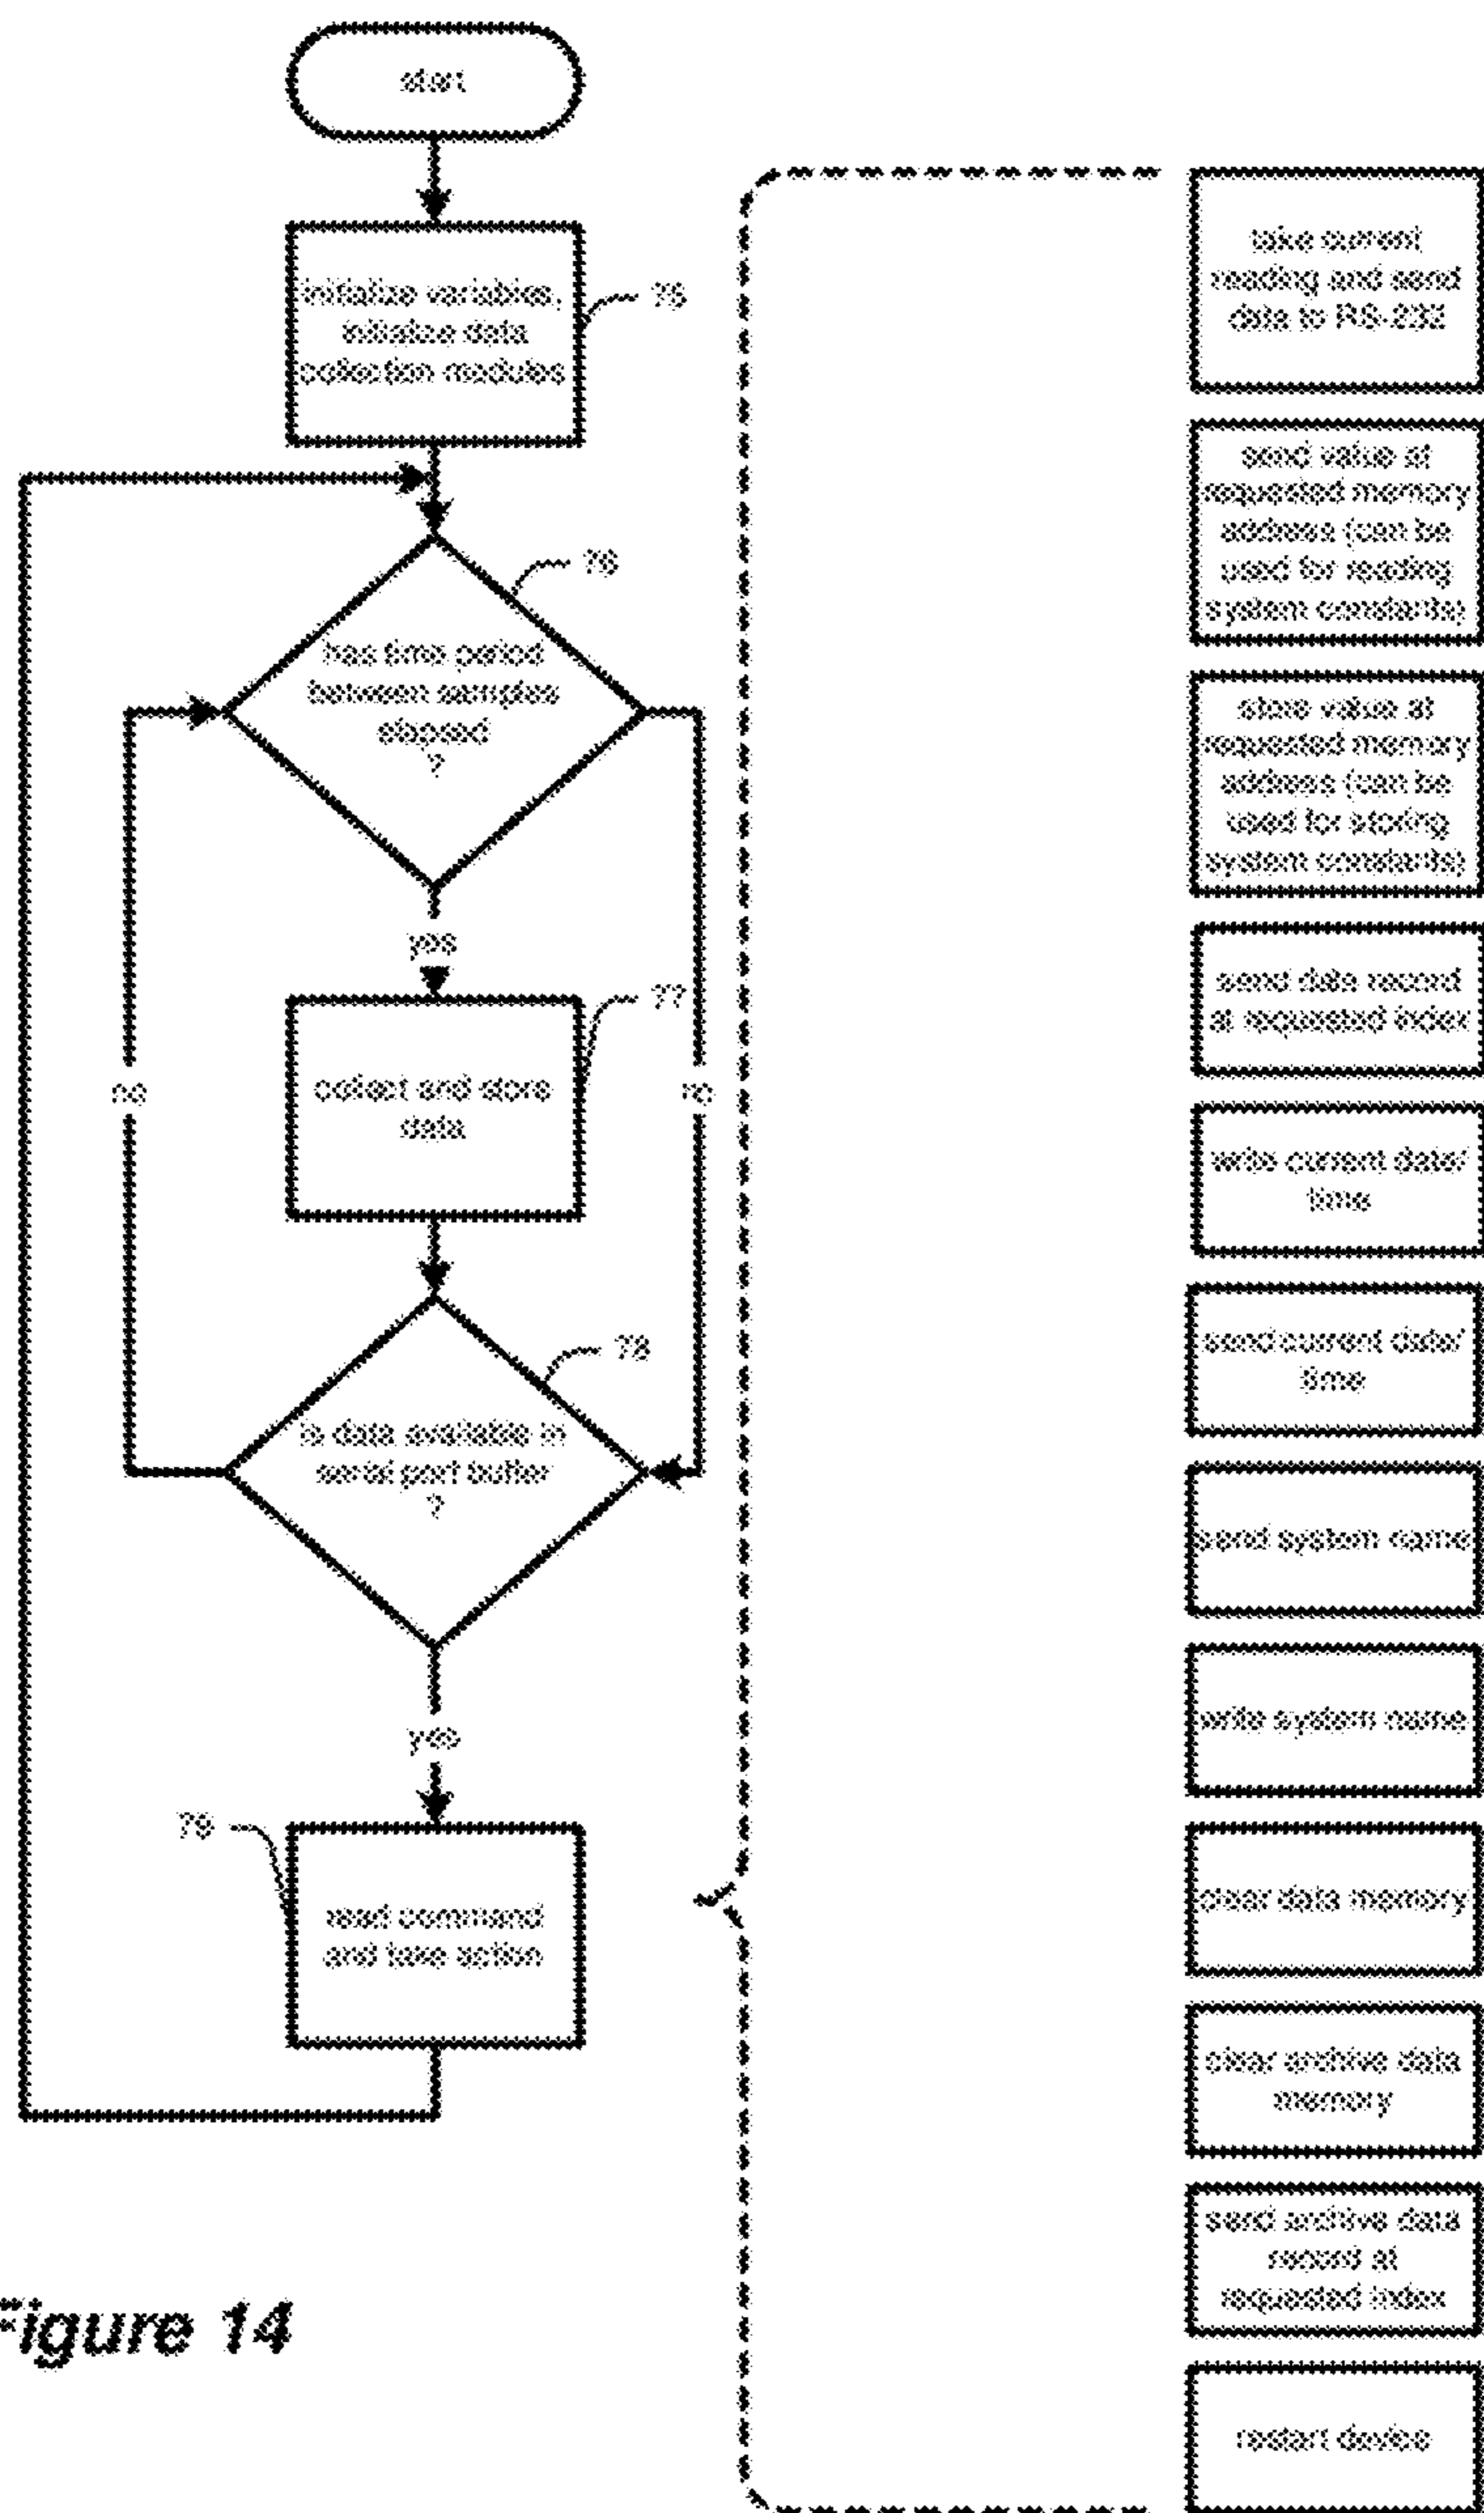 start
initialize variables,
initialize data
collection modules
75
76
has time period
between samples
elapsed
?
yes
77
collect and store
data
no
no
78
is data available in
serial port buffer
?
yes
79
read command
and take action
take current
reading and send
data to RS-232
send value at
requested memory
address (can be
used for reading
system constants)
store value at
requested memory
address (can be
used for storing
system constants)
send data record
at requested index
write current date/
time
send current date/
time
send system name
write system name
clear data memory
clear archive data
memory
send archive data
record at
requested index
restart device
Figure 14